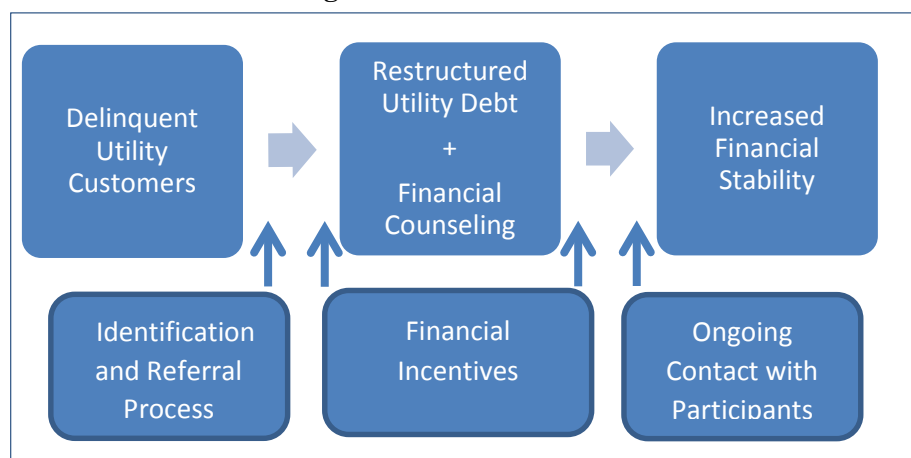 Delinquent
Utility
Customers
Restructured
Utility Debt
+
Financial
Counseling
Increased
Financial
Stability
Identification
and Referral
Process
Financial
Incentives
Ongoing
Contact with
Participants